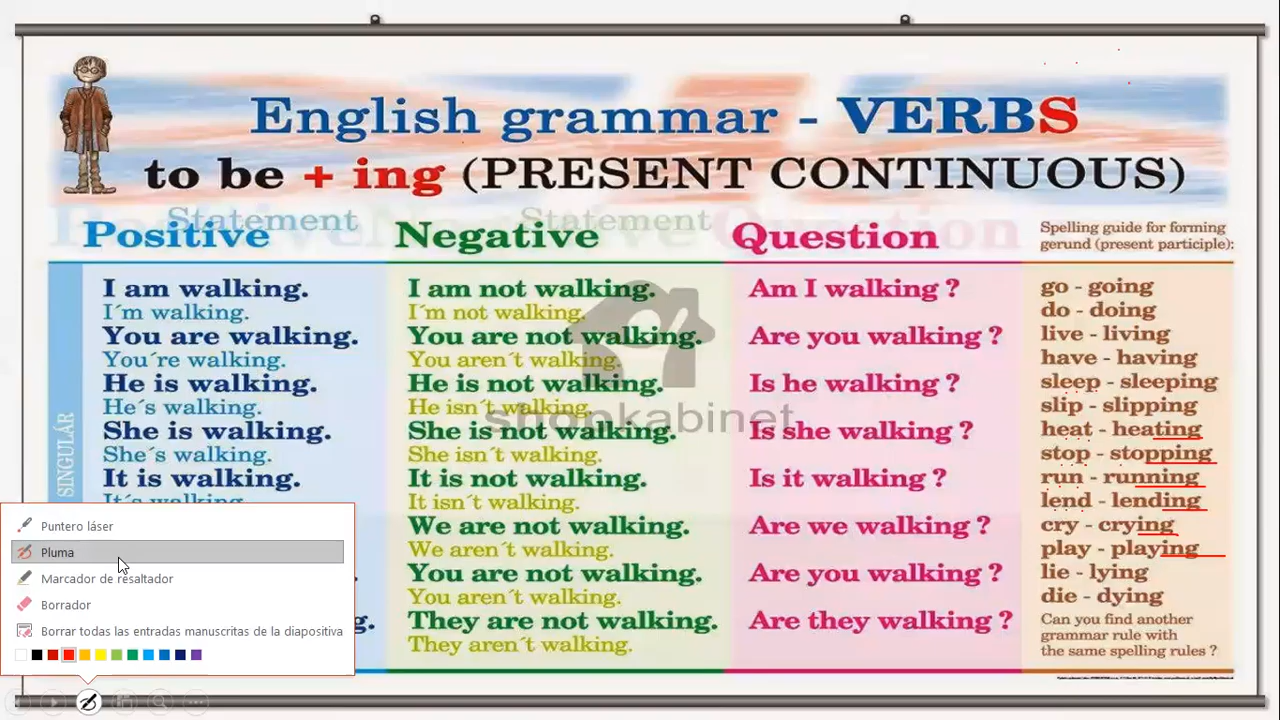 English grammar - VERBS
to be + ing (PRESENT CONTINUOUS)
Statement
Statement
Positive
Negative
Question
Spelling guide for forming
gerund (present participle):
SINGULÁR
I am walking.
I´m walking.
You are walking.
You´re walking.
He is walking.
He´s walking.
She is walking.
She´s walking.
It is walking.
It´s walking.
g.
I am not walking.
I´m not walking.
You are not walking.
You aren´t walking.
He is not walking.
He isn´t walking.
She is not walking.
She isn´t walking.
It is not walking.
It isn´t walking.
We are not walking.
We aren´t walking.
You are not walking.
You aren´t walking.
They are not walking.
They aren´t walking.
Am I walking ?
Are you walking ?
Is he walking ?
Is she walking ?
Is it walking ?
Are we walking ?
Are you walking ?
Are they walking ?
go - going
do - doing
live - living
have - having
sleep - sleeping
slip - slipping
heat - heating
stop - stopping
run - running
lend - lending
cry - crying
play - playing
lie - lying
die - dying
Can you find another
grammar rule with
the same spelling rules ?
shopkabinet
Puntero láser
Pluma
Marcador de resaltador
Borrador
Borrar todas las entradas manuscritas de la diapositiva